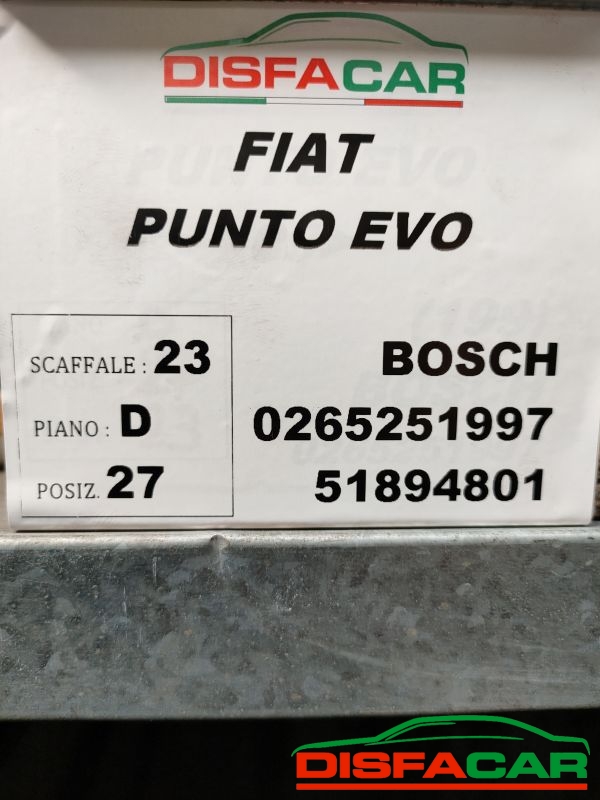 DISFACAR
FIAT
PUNTO EVO
SCAFFALE : 23
PIANO : D
POSIZ. 27
BOSCH
0265251997
51894801
DISFACAR